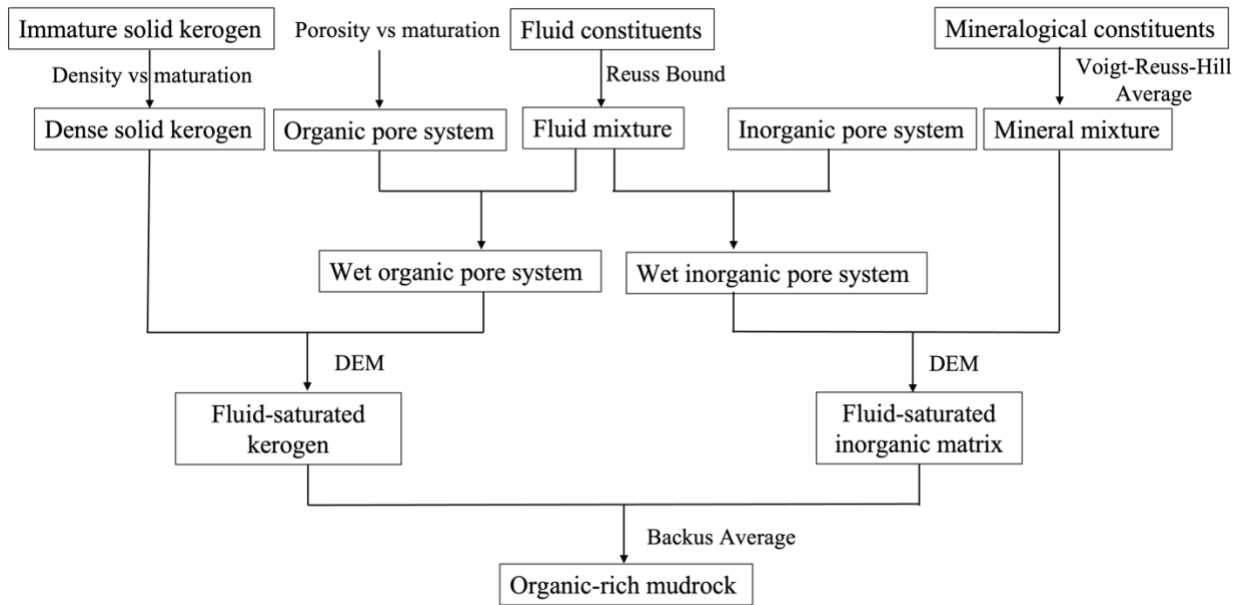 Immature solid kerogen
Porosity vs maturation
Fluid constituents
Mineralogical constituents
Density vs maturation
Reuss Bound
Voigt-Reuss-Hill
Average
Dense solid kerogen
Organic pore system
Fluid mixture
Inorganic pore system
Mineral mixture
Wet organic pore system
Wet inorganic pore system
DEM
DEM
Fluid-saturated
kerogen
Fluid-saturated
inorganic matrix
Backus Average
Organic-rich mudrock